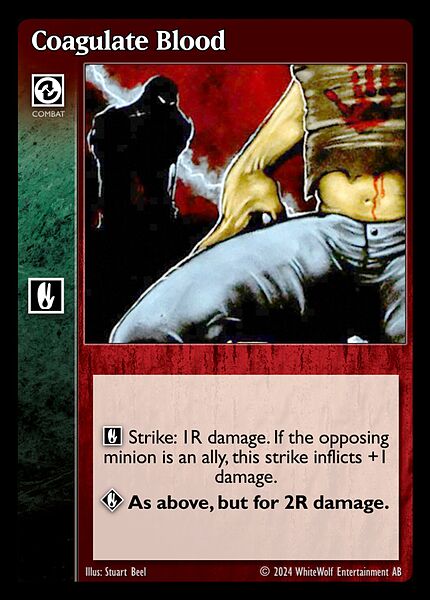 Coagulate Blood
COMBAT
Strike: 1R damage. If the opposing
minion is an ally, this strike inflicts +1
damage.
As above, but for 2R damage.
Illus: Stuart Beel
© 2024 WhiteWolf Entertainment AB